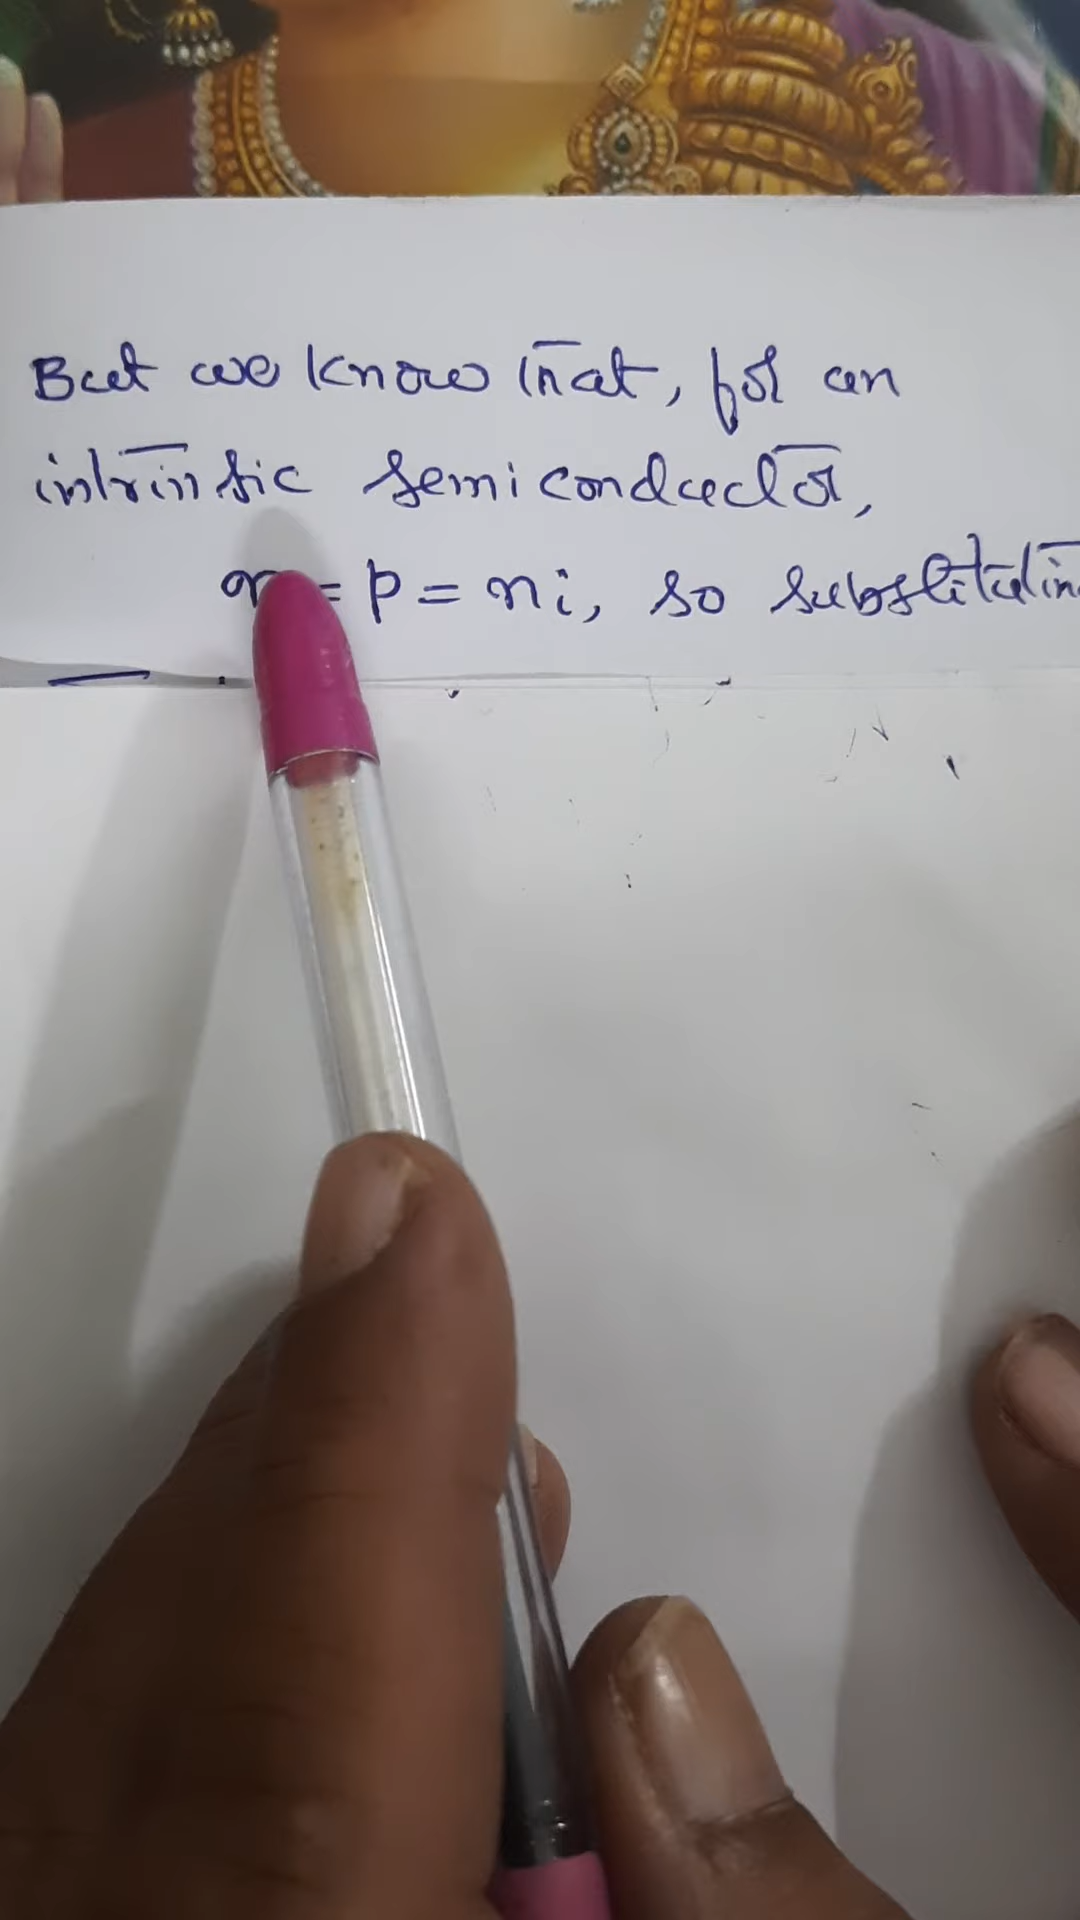 But we know that, for an
intrinsic semiconductor,
n = p = ni, so substitutin